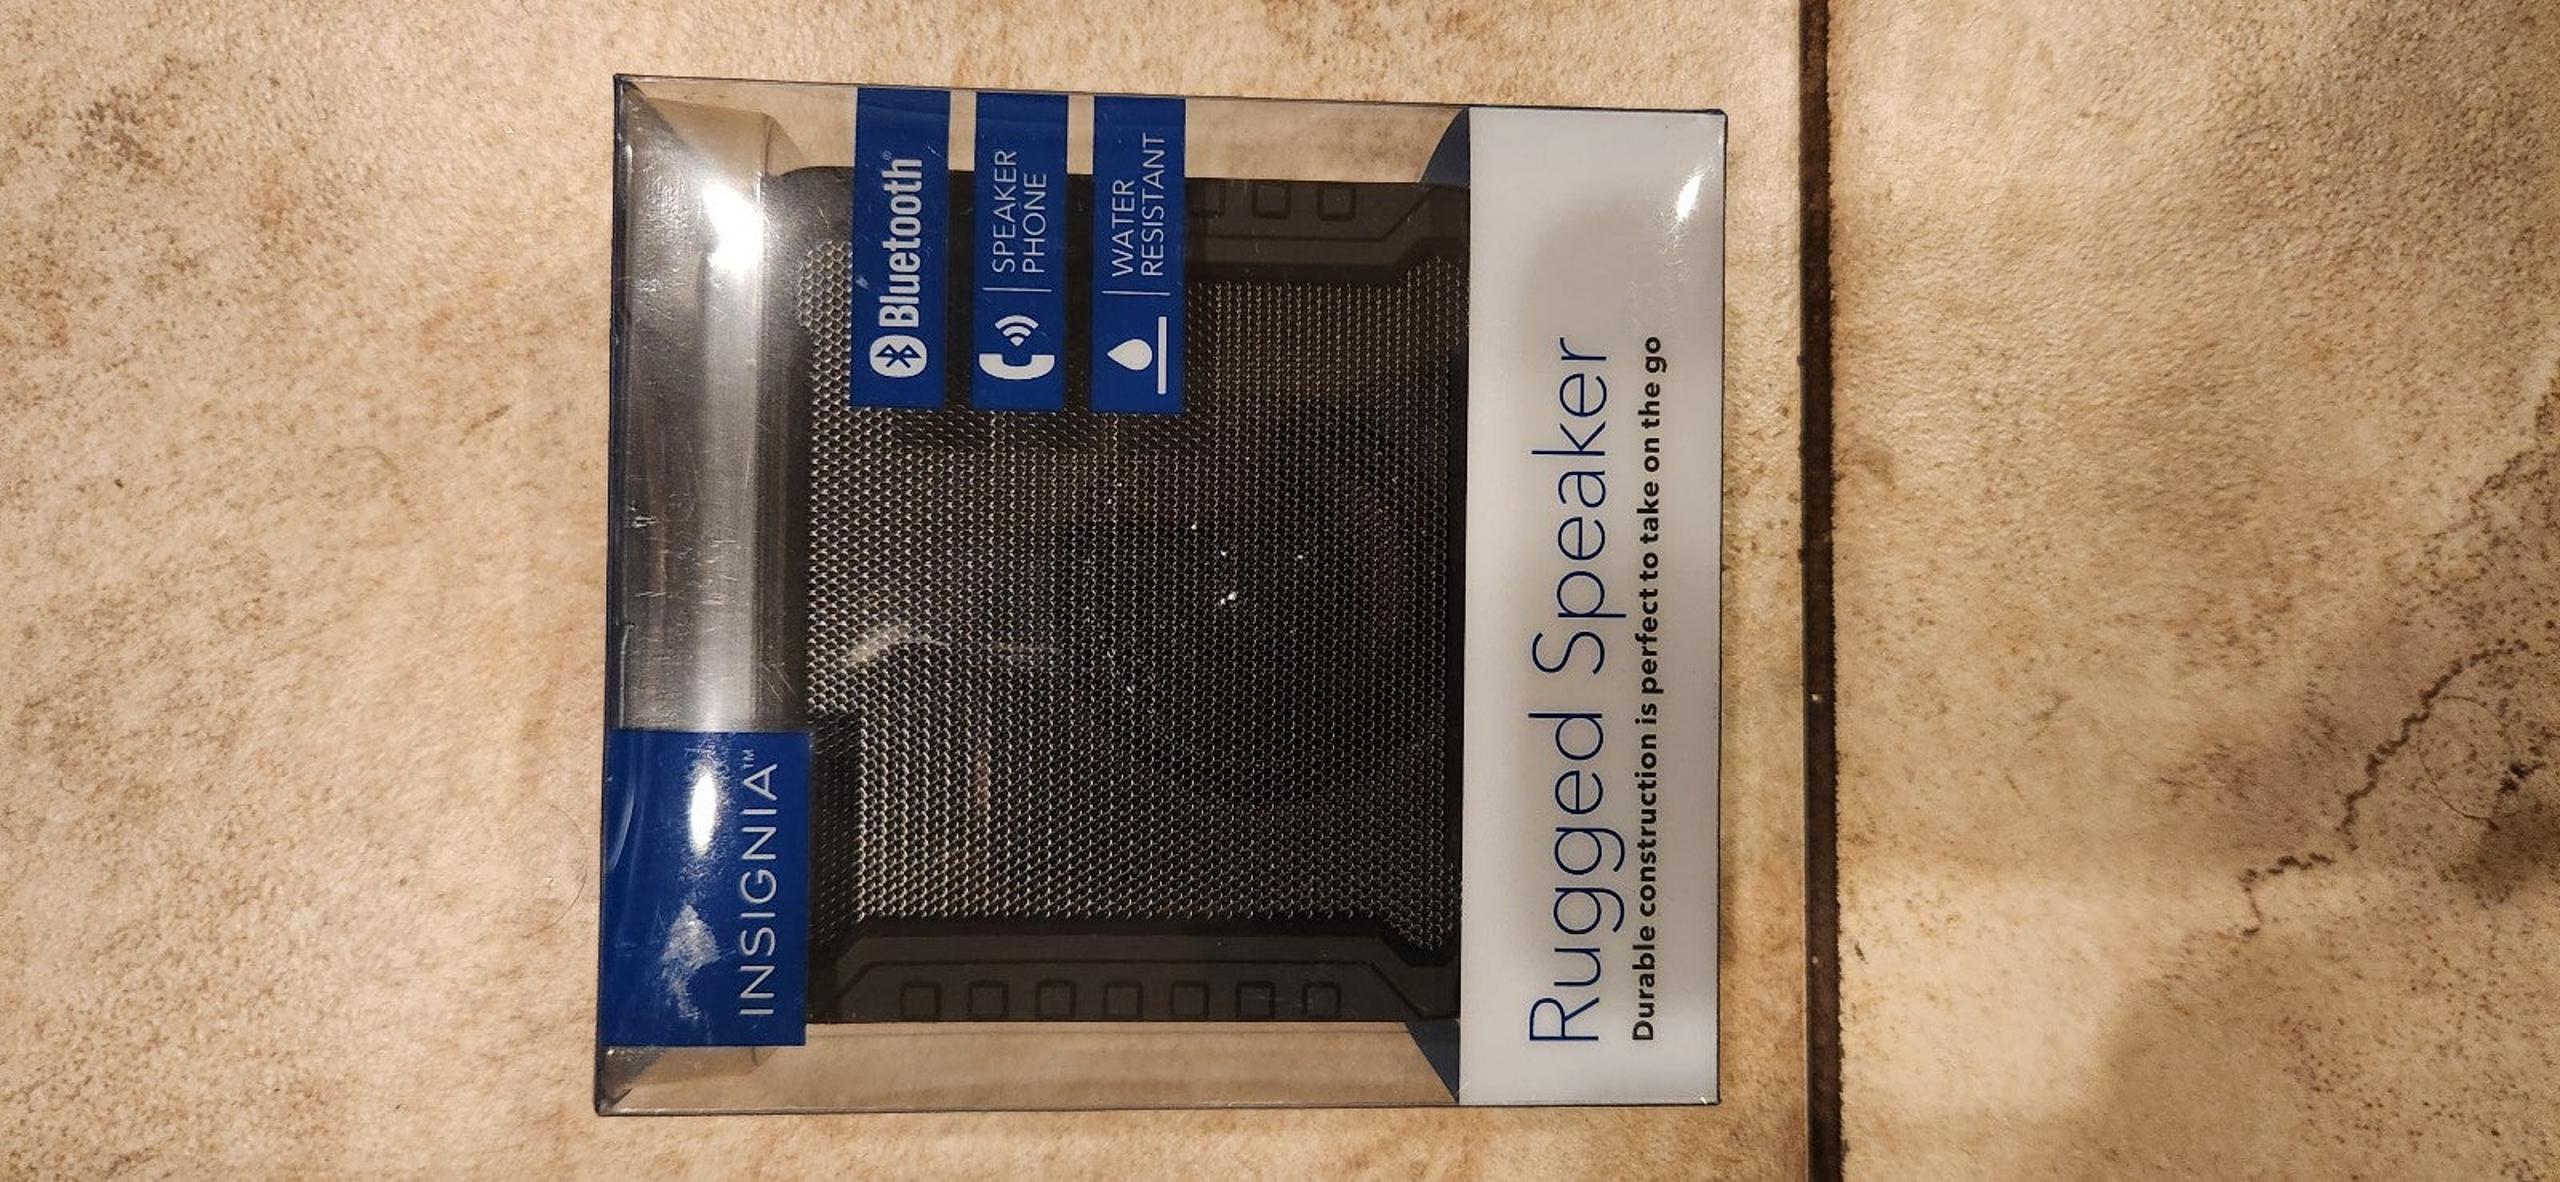 INSIGNIA™
Bluetooth®
SPEAKER
PHONE
WATER
RESISTANT
Rugged Speaker
Durable construction is perfect to take on the go